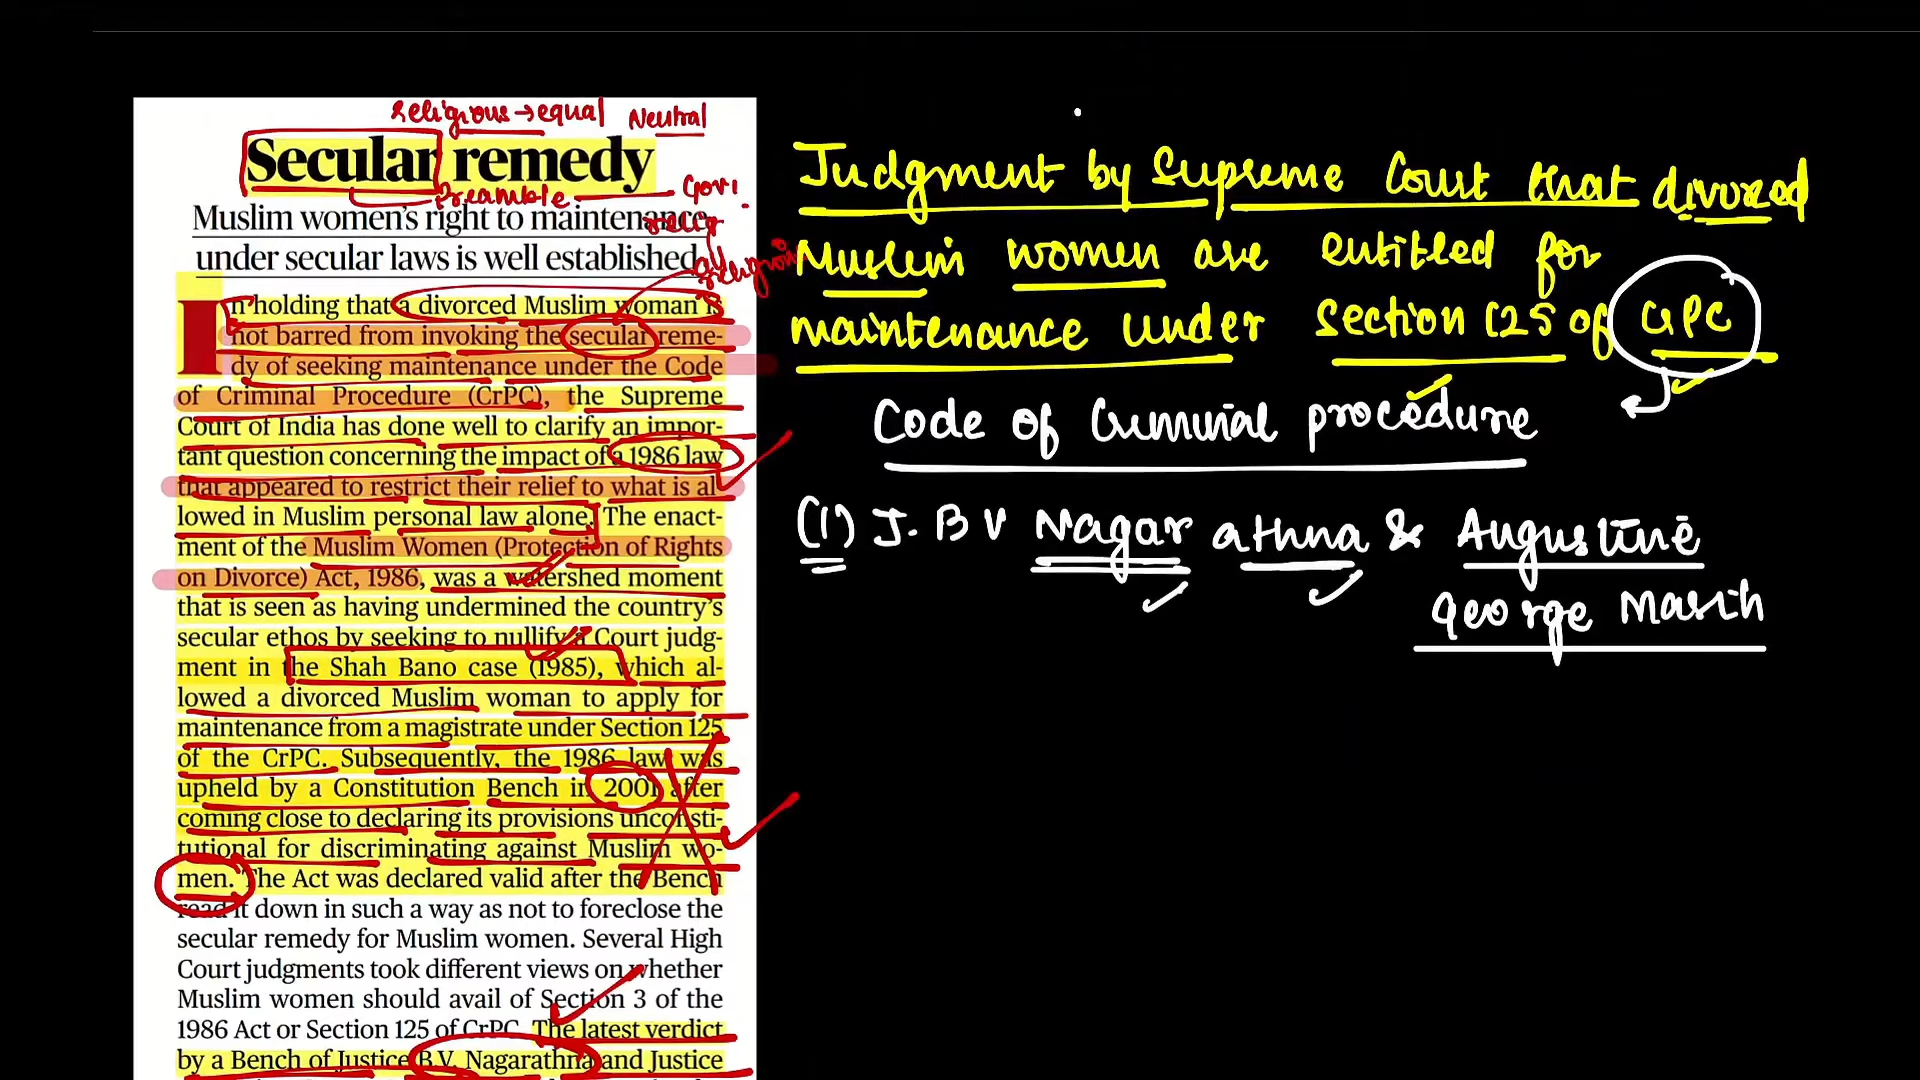 Religious → equal Neutral
Secular remedy
Preamble Govt.
Muslim women's right to maintenance
under secular laws is well established
In holding that a divorced Muslim woman is
not barred from invoking the secular reme-
dy of seeking maintenance under the Code
of Criminal Procedure (CrPC), the Supreme
Court of India has done well to clarify an impor-
tant question concerning the impact of a 1986 law
that appeared to restrict their relief to what is al-
lowed in Muslim personal law alone. The enact-
ment of the Muslim Women (Protection of Rights
on Divorce) Act, 1986, was a watershed moment
that is seen as having undermined the country's
secular ethos by seeking to nullify a Court judg-
ment in the Shah Bano case (1985), which al-
lowed a divorced Muslim woman to apply for
maintenance from a magistrate under Section 125
of the CrPC. Subsequently, the 1986 law was
upheld by a Constitution Bench in 2001 after
coming close to declaring its provisions unconsti-
tutional for discriminating against Muslim wo-
men. The Act was declared valid after the Bench
read it down in such a way as not to foreclose the
secular remedy for Muslim women. Several High
Court judgments took different views on whether
Muslim women should avail of Section 3 of the
1986 Act or Section 125 of CrPC. The latest verdict
by a Bench of Justice B.V. Nagarathna and Justice
Judgment by Supreme Court that divorced
Muslim women are entitled for
maintenance under section 125 of CrPC
Code of Criminal procedure
(1) J. B V Nagar athna & Augustine
George Masih